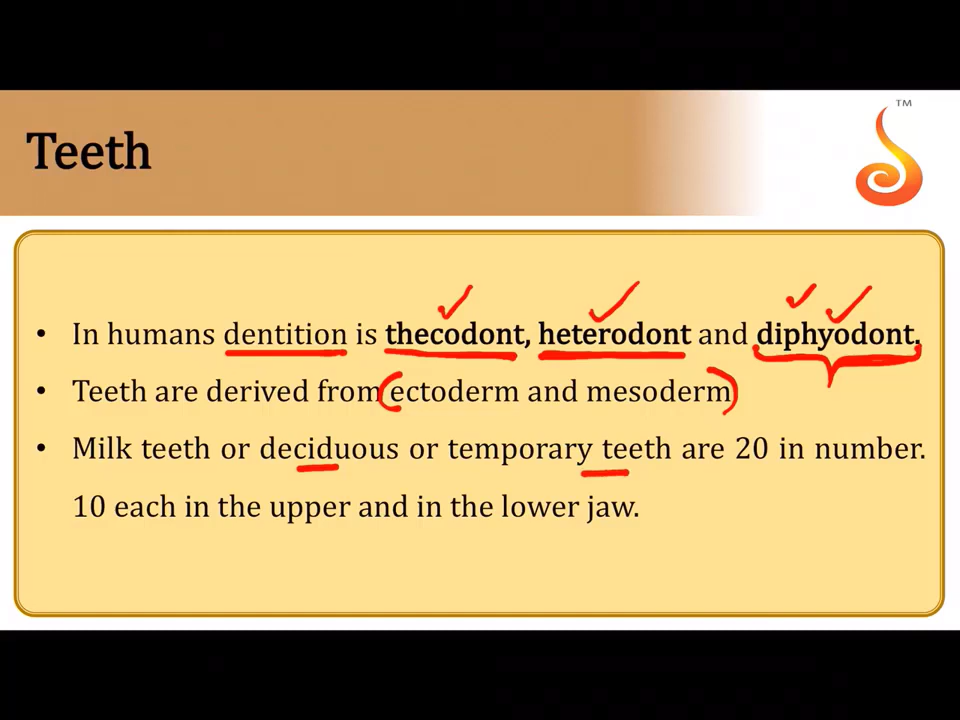 TM
Teeth
• In humans dentition is thecodont, heterodont and diphyodont.
• Teeth are derived from ectoderm and mesoderm
• Milk teeth or deciduous or temporary teeth are 20 in number.
10 each in the upper and in the lower jaw.